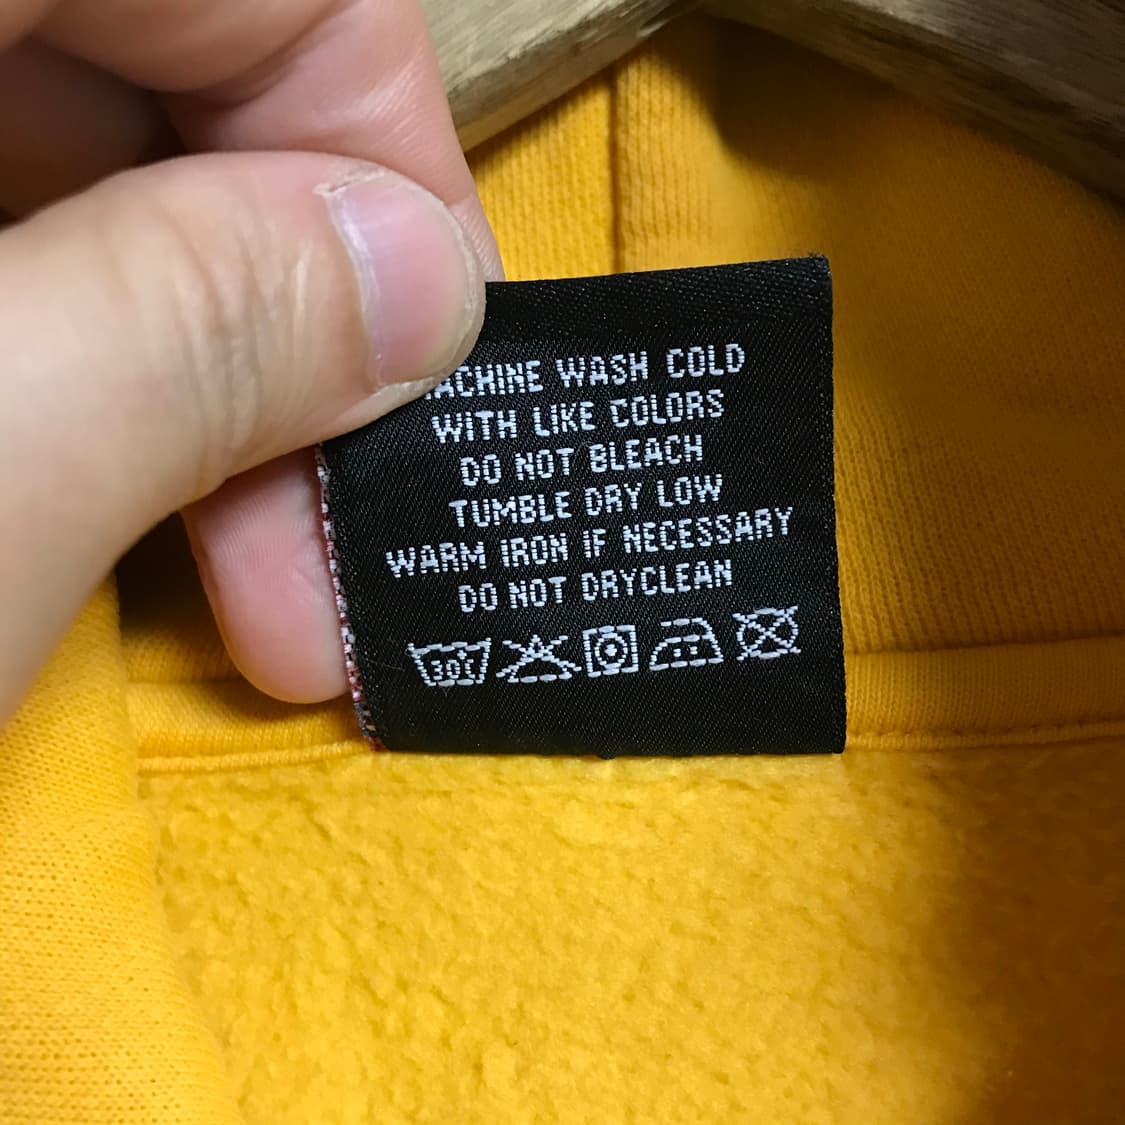 MACHINE WASH COLD
WITH LIKE COLORS
DO NOT BLEACH
TUMBLE DRY LOW
WARM IRON IF NECESSARY
DO NOT DRYCLEAN
30